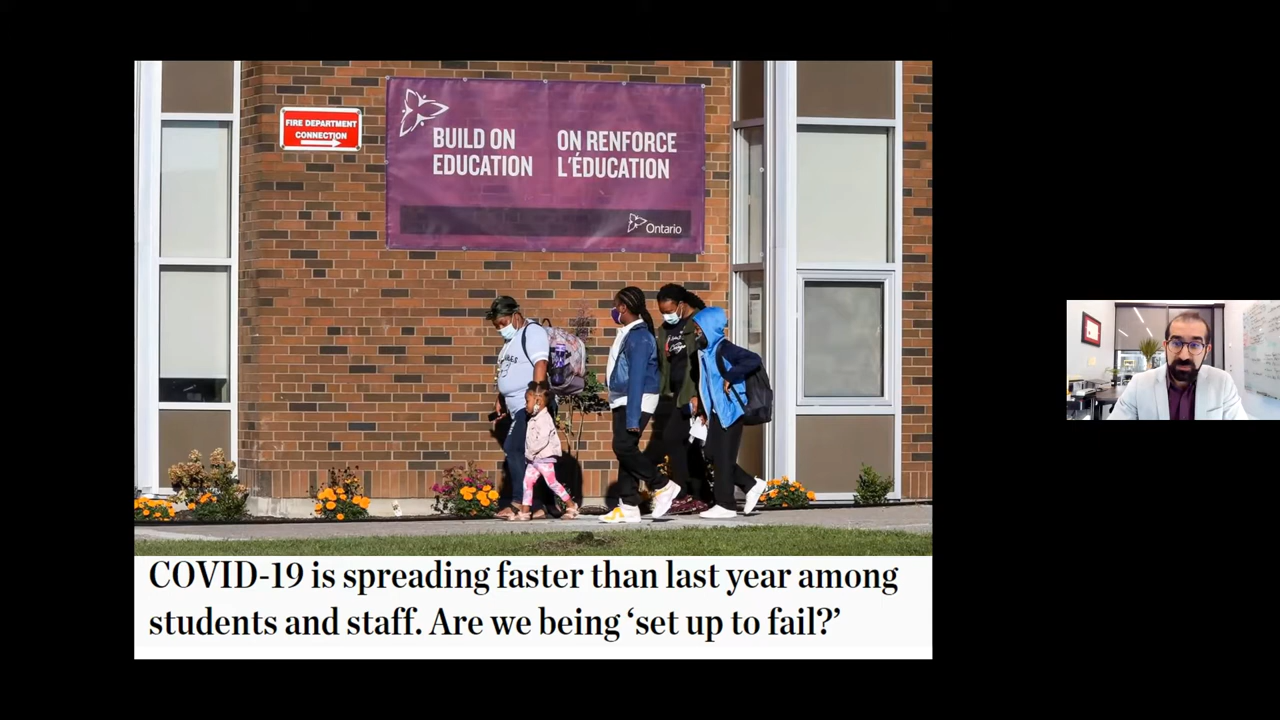 FIRE DEPARTMENT
CONNECTION
BUILD ON
EDUCATION
ON RENFORCE
L'ÉDUCATION
Ontario
COVID-19 is spreading faster than last year among
students and staff. Are we being ‘set up to fail?’